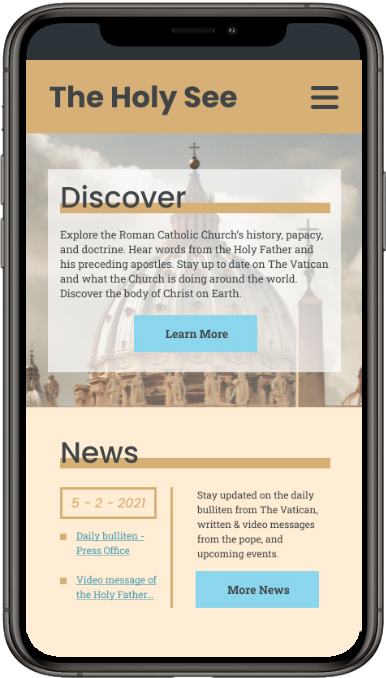 The Holy See
Discover
Explore the Roman Catholic Church's history, papacy,
and doctrine. Hear words from the Holy Father and
his preceding apostles. Stay up to date on The Vatican
and what the Church is doing around the world.
Discover the body of Christ on Earth.
Learn More
News
5 - 2 - 2021
Daily bulliten -
Press Office
Video message of
the Holy Father...
Stay updated on the daily
bulliten from The Vatican,
written & video messages
from the pope, and
upcoming events.
More News